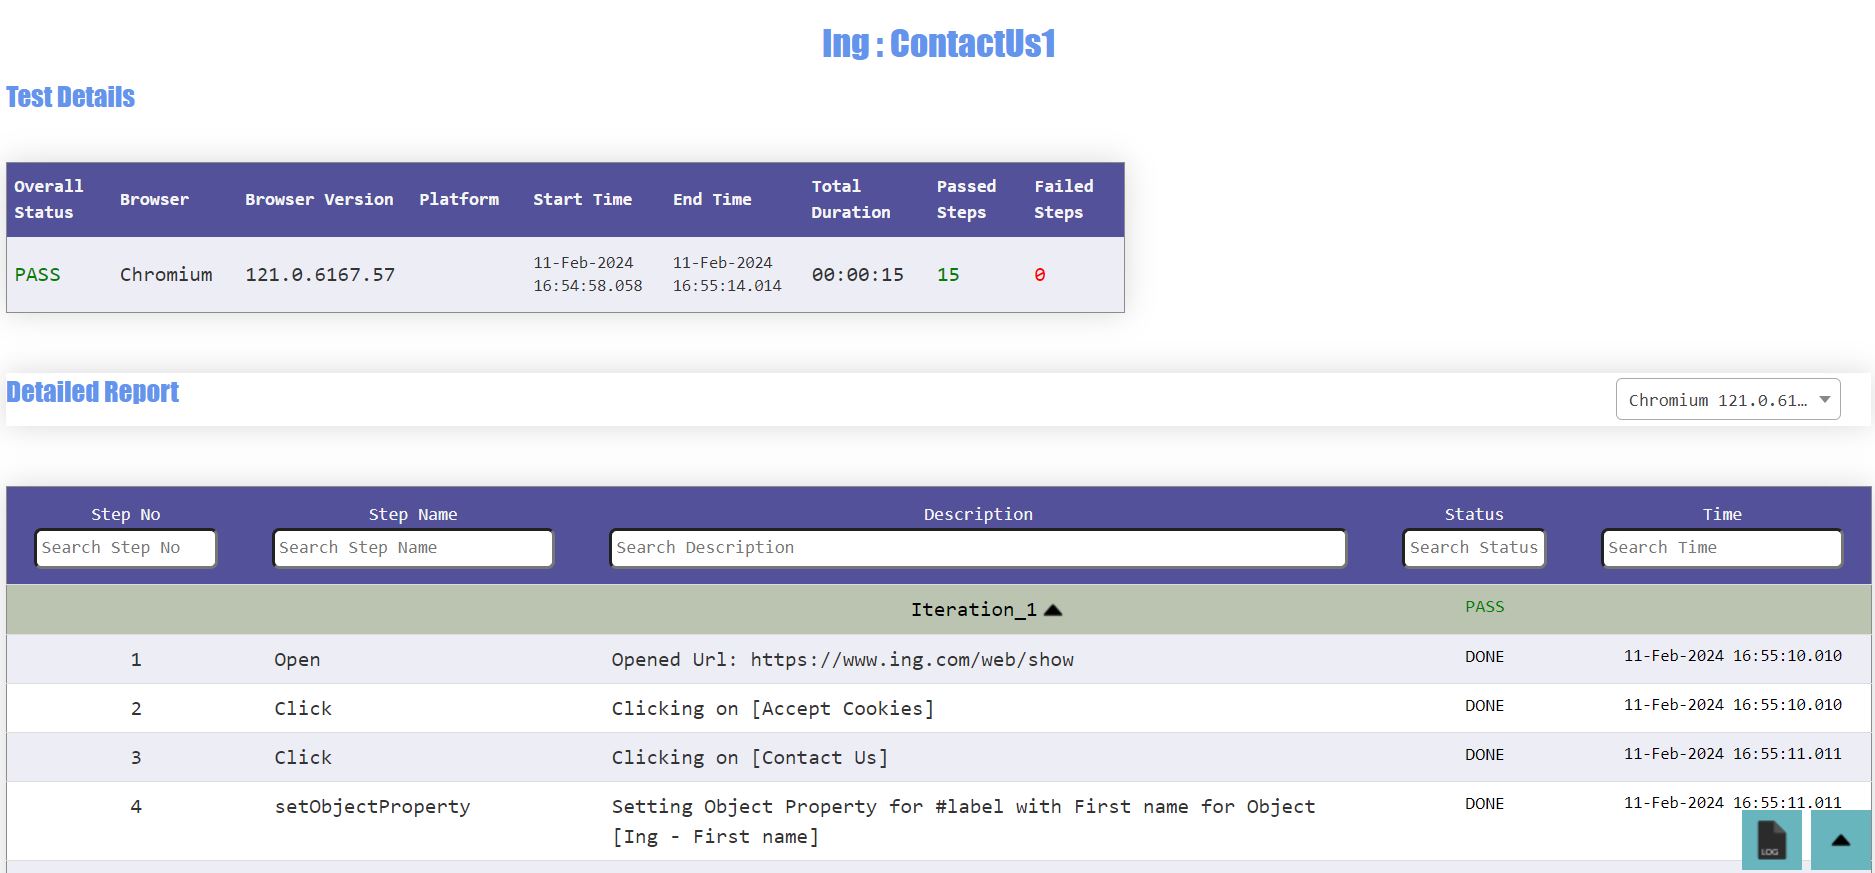 Ing : ContactUs1
Test Details
Overall Status Browser Browser Version Platform Start Time End Time Total Duration Passed Steps Failed Steps
PASS Chromium 121.0.6167.57 11-Feb-2024 16:54:58.058 11-Feb-2024 16:55:14.014 00:00:15 15 0
Detailed Report Chromium 121.0.61...
Step No Step Name Description Status Time
Search Step No Search Step Name Search Description Search Status Search Time
Iteration_1 PASS
1 Open Opened Url: https://www.ing.com/web/show DONE 11-Feb-2024 16:55:10.010
2 Click Clicking on [Accept Cookies] DONE 11-Feb-2024 16:55:10.010
3 Click Clicking on [Contact Us] DONE 11-Feb-2024 16:55:11.011
4 setObjectProperty Setting Object Property for #label with First name for Object DONE 11-Feb-2024 16:55:11.011
[Ing - First name]
LOG